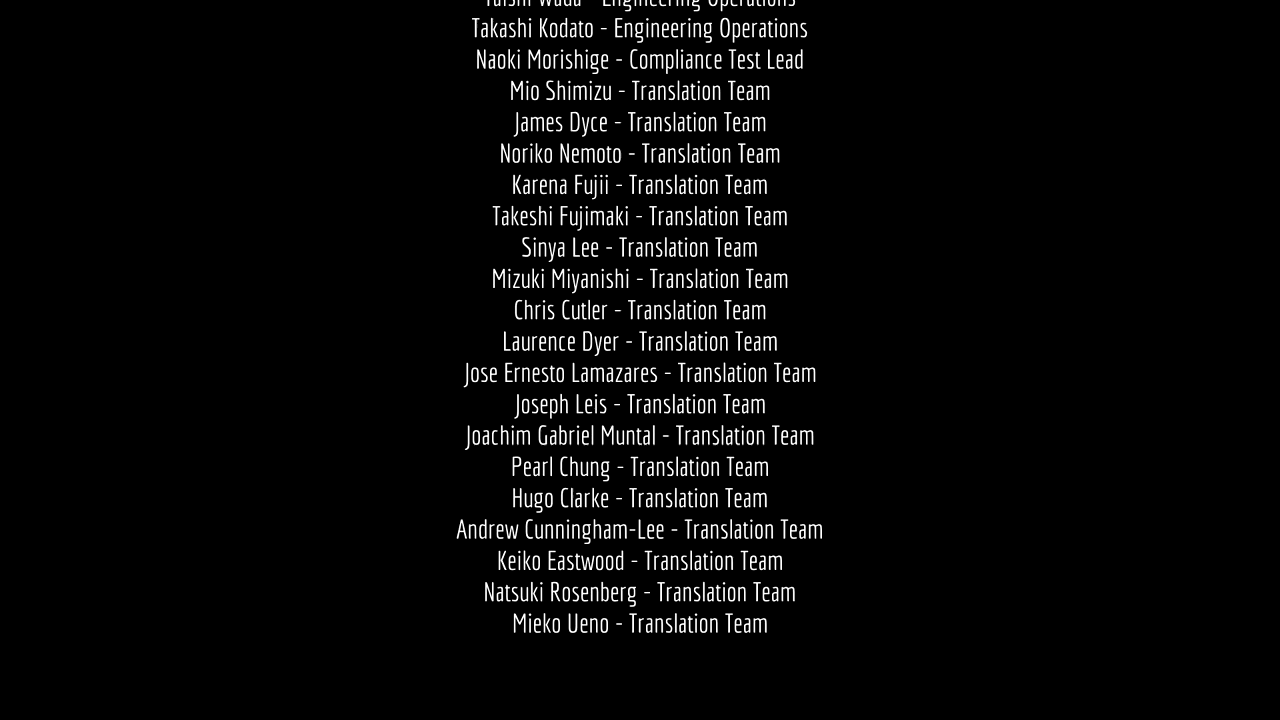 Taishi Wada - Engineering Operations
Takashi Kodato - Engineering Operations
Naoki Morishige - Compliance Test Lead
Mio Shimizu - Translation Team
James Dyce - Translation Team
Noriko Nemoto - Translation Team
Karena Fujii - Translation Team
Takeshi Fujimaki - Translation Team
Sinya Lee - Translation Team
Mizuki Miyanishi - Translation Team
Chris Cutler - Translation Team
Laurence Dyer - Translation Team
Jose Ernesto Lamazares - Translation Team
Joseph Leis - Translation Team
Joachim Gabriel Muntal - Translation Team
Pearl Chung - Translation Team
Hugo Clarke - Translation Team
Andrew Cunningham-Lee - Translation Team
Keiko Eastwood - Translation Team
Natsuki Rosenberg - Translation Team
Mieko Ueno - Translation Team